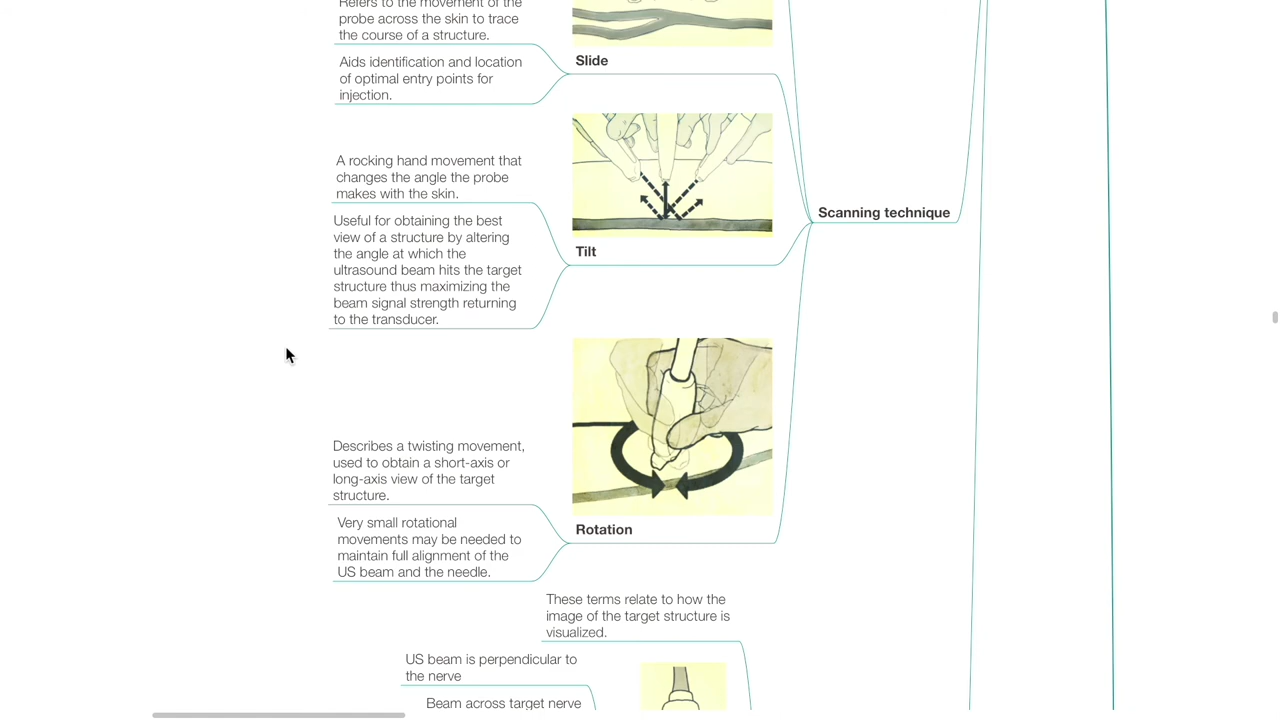 Refers to the movement of the
probe across the skin to trace
the course of a structure.
Aids identification and location
of optimal entry points for
injection.
Slide
A rocking hand movement that
changes the angle the probe
makes with the skin.
Useful for obtaining the best
view of a structure by altering
the angle at which the
ultrasound beam hits the target
structure thus maximizing the
beam signal strength returning
to the transducer.
Tilt
Scanning technique
Describes a twisting movement,
used to obtain a short-axis or
long-axis view of the target
structure.
Very small rotational
movements may be needed to
maintain full alignment of the
US beam and the needle.
Rotation
These terms relate to how the
image of the target structure is
visualized.
US beam is perpendicular to
the nerve
Beam across target nerve